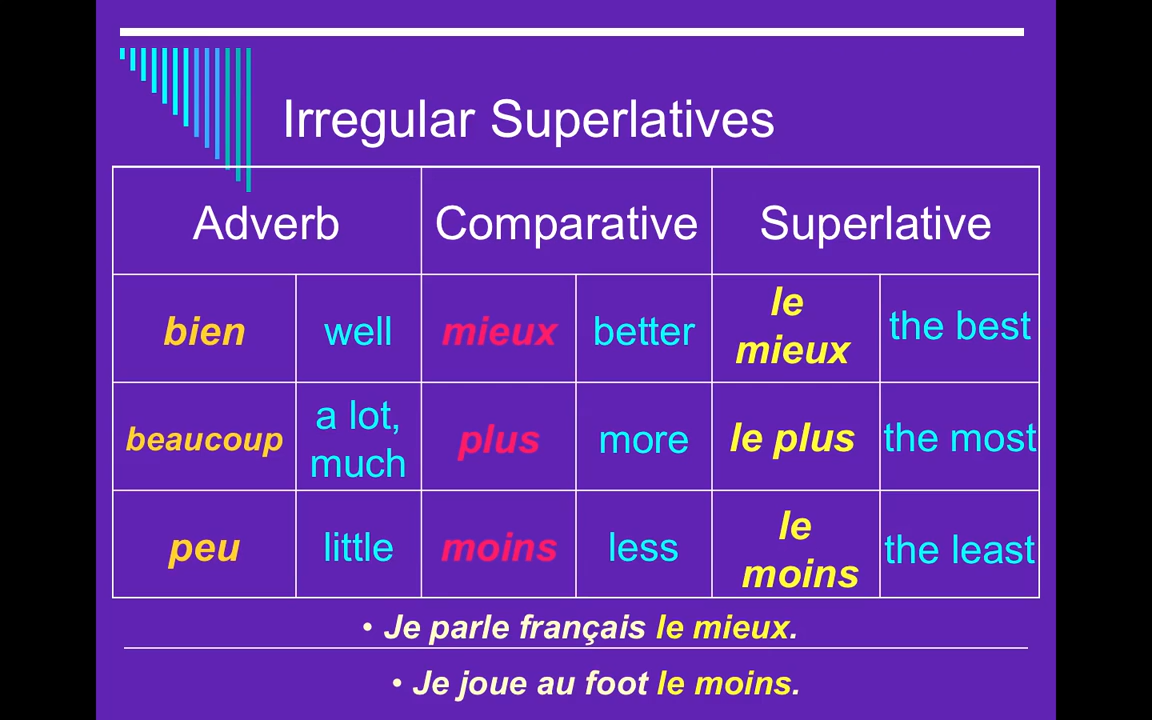 Irregular Superlatives
Adverb Comparative Superlative
bien well mieux better le mieux the best
beaucoup a lot, much plus more le plus the most
peu little moins less le moins the least
• Je parle français le mieux.
• Je joue au foot le moins.